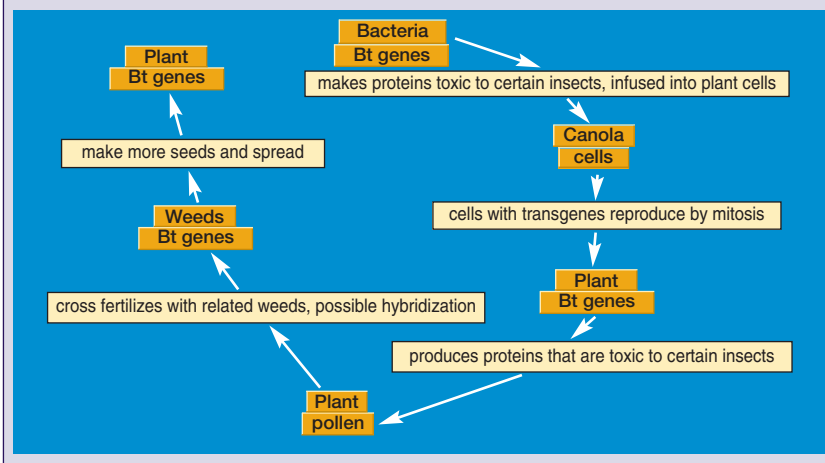 Bacteria
Bt genes
makes proteins toxic to certain insects, infused into plant cells
Canola
cells
cells with transgenes reproduce by mitosis
Plant
Bt genes
produces proteins that are toxic to certain insects
Plant
pollen
cross fertilizes with related weeds, possible hybridization
Weeds
Bt genes
make more seeds and spread
Plant
Bt genes